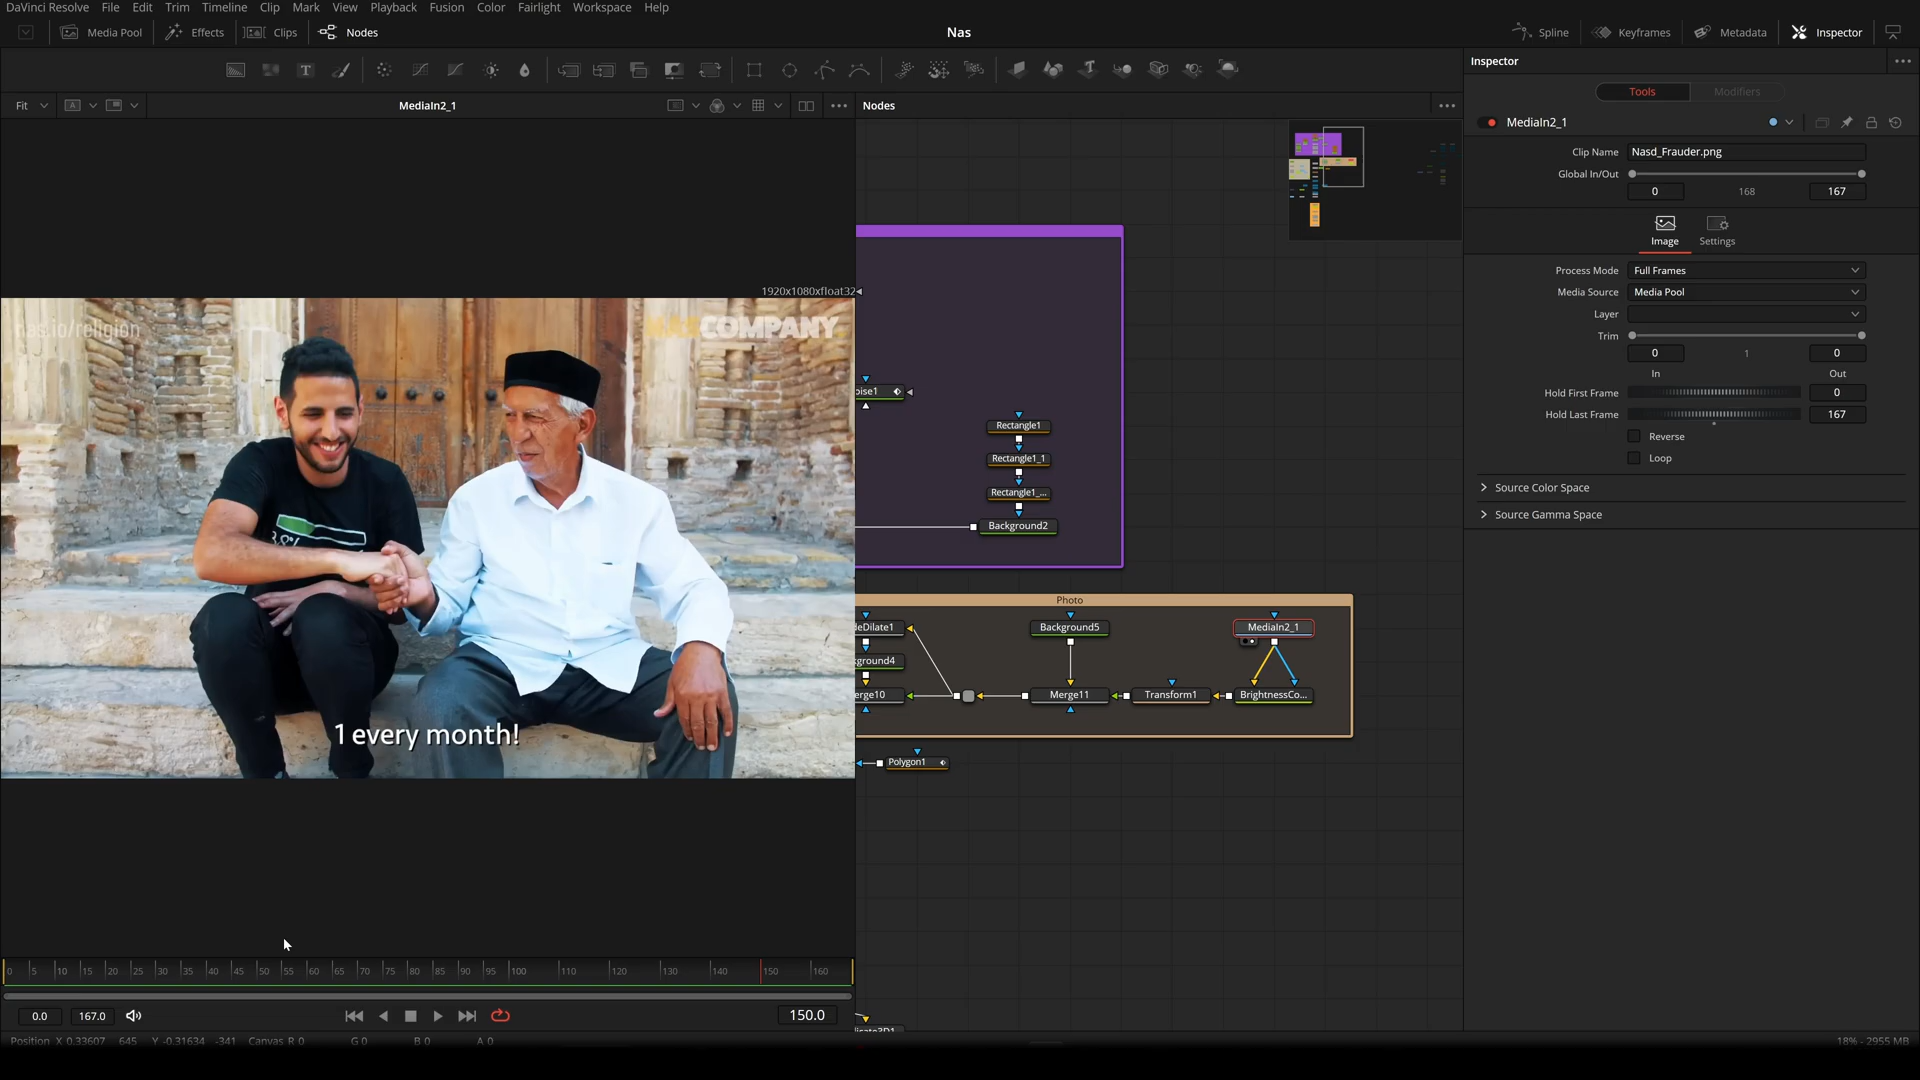 DaVinci Resolve File Edit Trim Timeline Clip Mark View Playback Fusion Color Fairlight Workspace Help
Media Pool Effects Clips Nodes Nas Spline Keyframes Metadata Inspector
Inspector
Fit MediaIn2_1 Nodes
Tools Modifiers
MediaIn2_1
Clip Name Nasd_Frauder.png
Global In/Out
0 168 167
Image Settings
Process Mode Full Frames
Media Source Media Pool
Layer
Trim
0 1 0
In Out
Hold First Frame 0
Hold Last Frame 167
Reverse
Loop
Source Color Space
Source Gamma Space
1920x1080xfloat32
nas.io/religion
NASCOMPANY
1 every month!
oise1
Rectangle1
Rectangle1_1
Rectangle1_...
Background2
Photo
deDilate1 Background5 MediaIn2_1
ground4
erge10 Merge11 Transform1 BrightnessCo...
Polygon1
0 5 10 15 20 25 30 35 40 45 50 55 60 65 70 75 80 85 90 95 100 110 120 130 140 150 160
0.0 167.0 150.0
Position X 0.33607 645 Y -0.31634 -341 Canvas R 0 G 0 B 0 A 0
18% - 2955 MB